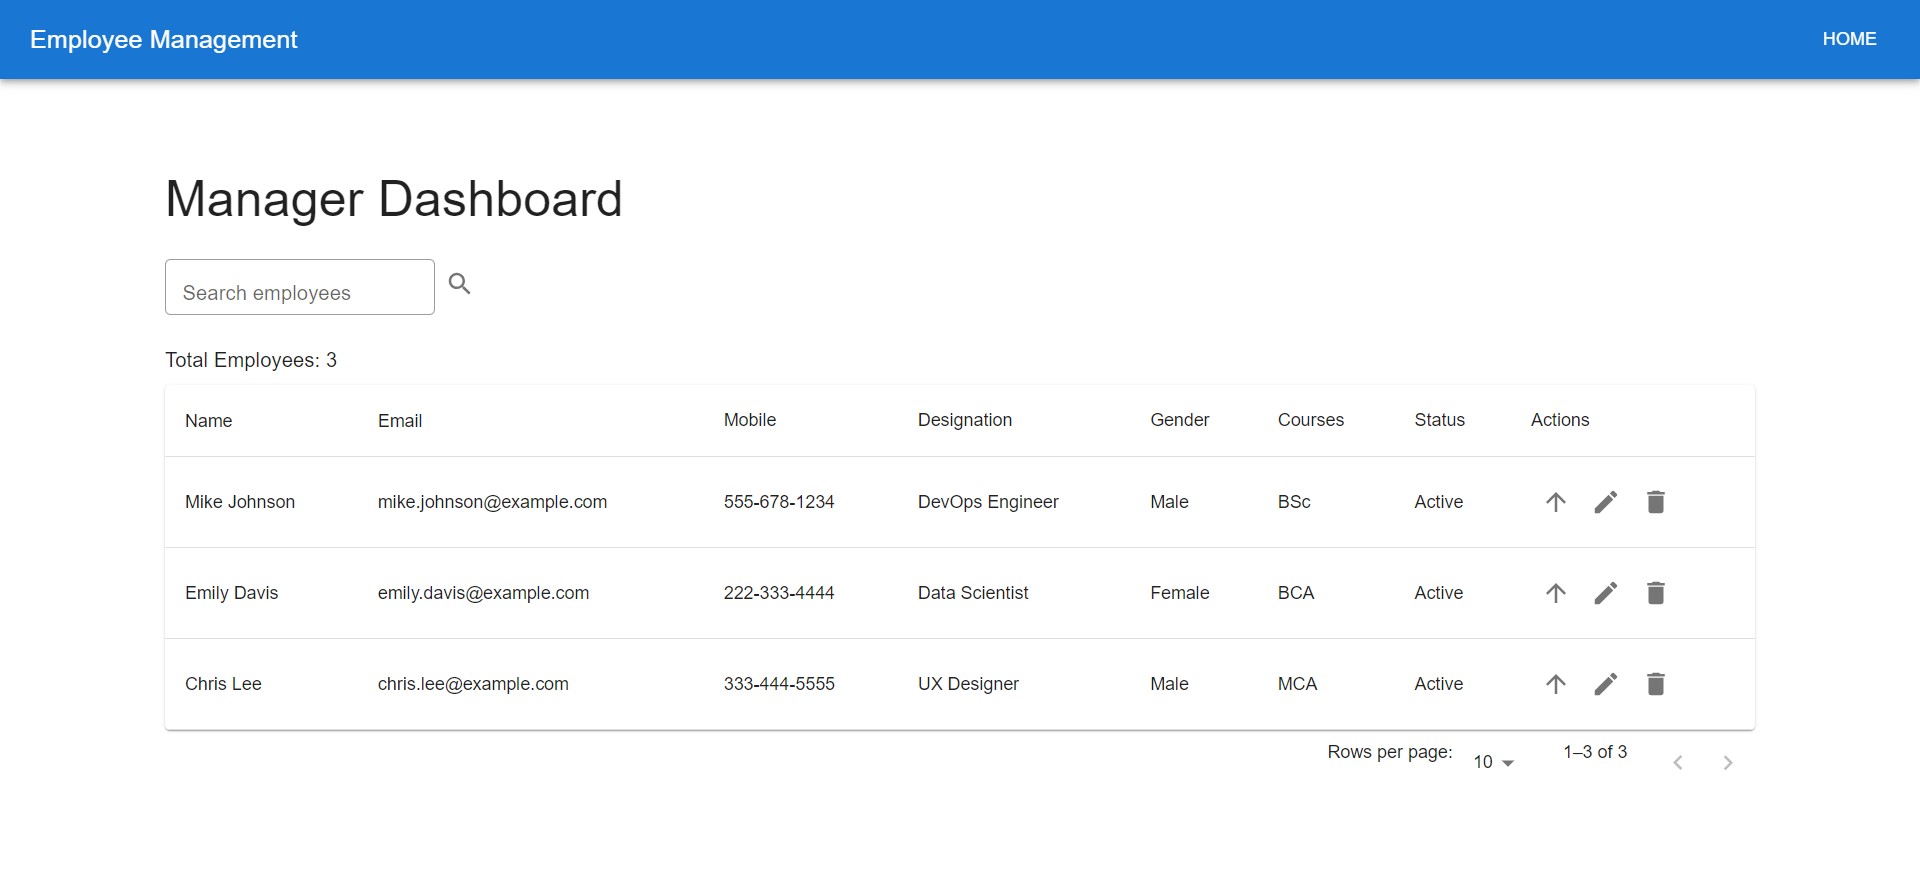 Employee Management HOME
Manager Dashboard
Search employees
Total Employees: 3
Name Email Mobile Designation Gender Courses Status Actions
Mike Johnson mike.johnson@example.com 555-678-1234 DevOps Engineer Male BSc Active
Emily Davis emily.davis@example.com 222-333-4444 Data Scientist Female BCA Active
Chris Lee chris.lee@example.com 333-444-5555 UX Designer Male MCA Active
Rows per page: 10 1–3 of 3